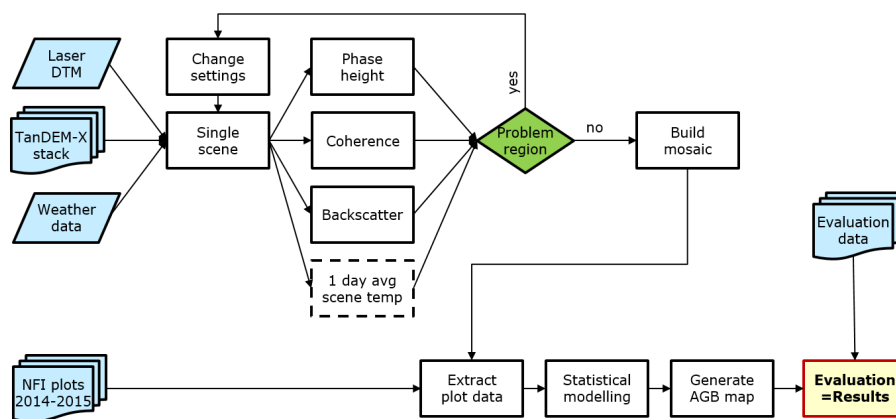 Laser
DTM
Change
settings
Phase
height
yes
TanDEM-X
stack
Single
scene
Coherence
Problem
region
no
Build
mosaic
Weather
data
Backscatter
Evaluation
data
1 day avg
scene temp
NFI plots
2014-2015
Extract
plot data
Statistical
modelling
Generate
AGB map
Evaluation
=Results